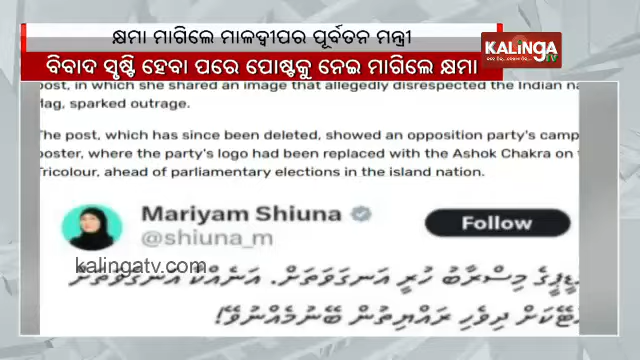 କ୍ଷମା ମାଗିଲେ ମାଳଦ୍ୱୀପର ପୂର୍ବତନ ମନ୍ତ୍ରୀ
KALINGA TV
ବିବାଦ ସୃଷ୍ଟି ହେବା ପରେ ପୋଷ୍ଟକୁ ନେଇ ମାଗିଲେ କ୍ଷମା
post, in which she shared an image that allegedly disrespected the Indian na
flag, sparked outrage.
The post, which has since been deleted, showed an opposition party's camp
poster, where the party's logo had been replaced with the Ashok Chakra on
Tricolour, ahead of parliamentary elections in the island nation.
Mariyam Shiuna
@shiuna_m
Follow
kalingatv.com
މިސްރާބު ހުރީ އަނގަވަތަށް. އަނެއްކާ އަނގަވަތަށް
ދިވެހި ރައްޔިތުން ބޭނުމެއްނުވޭ!